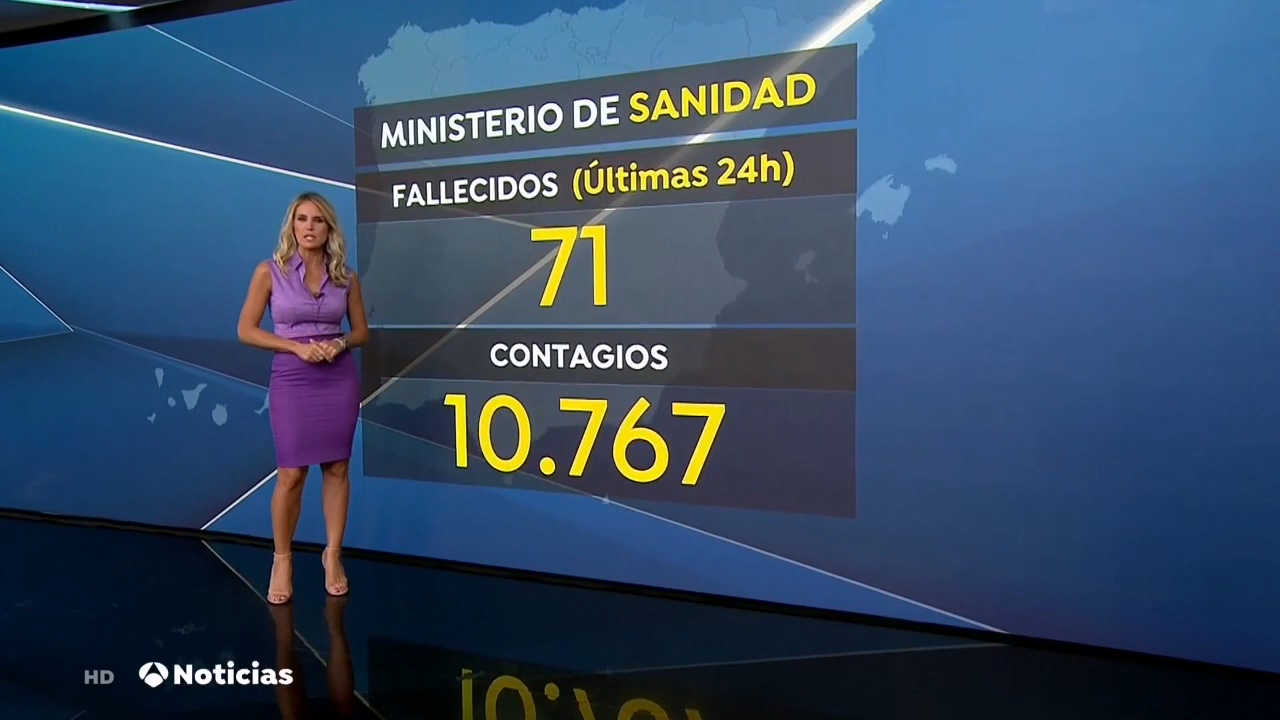 MINISTERIO DE SANIDAD
FALLECIDOS (Últimas 24h)
71
CONTAGIOS
10.767
HD Noticias